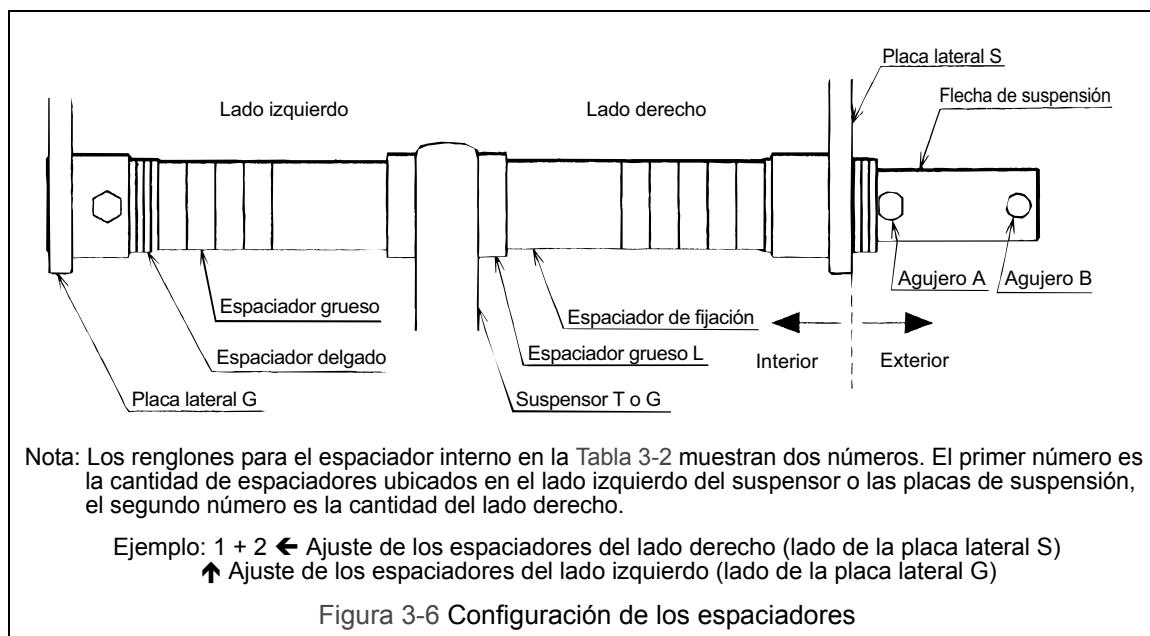 Placa lateral S
Lado izquierdo
Lado derecho
Flecha de suspensión
Agujero A
Agujero B
Espaciador grueso
Espaciador de fijación
Espaciador delgado
Espaciador grueso L
Interior
Exterior
Placa lateral G
Suspensor T o G
Nota: Los renglones para el espaciador interno en la Tabla 3-2 muestran dos números. El primer número es
la cantidad de espaciadores ubicados en el lado izquierdo del suspensor o las placas de suspensión,
el segundo número es la cantidad del lado derecho.
Ejemplo: 1 + 2 🡸 Ajuste de los espaciadores del lado derecho (lado de la placa lateral S)
🡹 Ajuste de los espaciadores del lado izquierdo (lado de la placa lateral G)
Figura 3-6 Configuración de los espaciadores